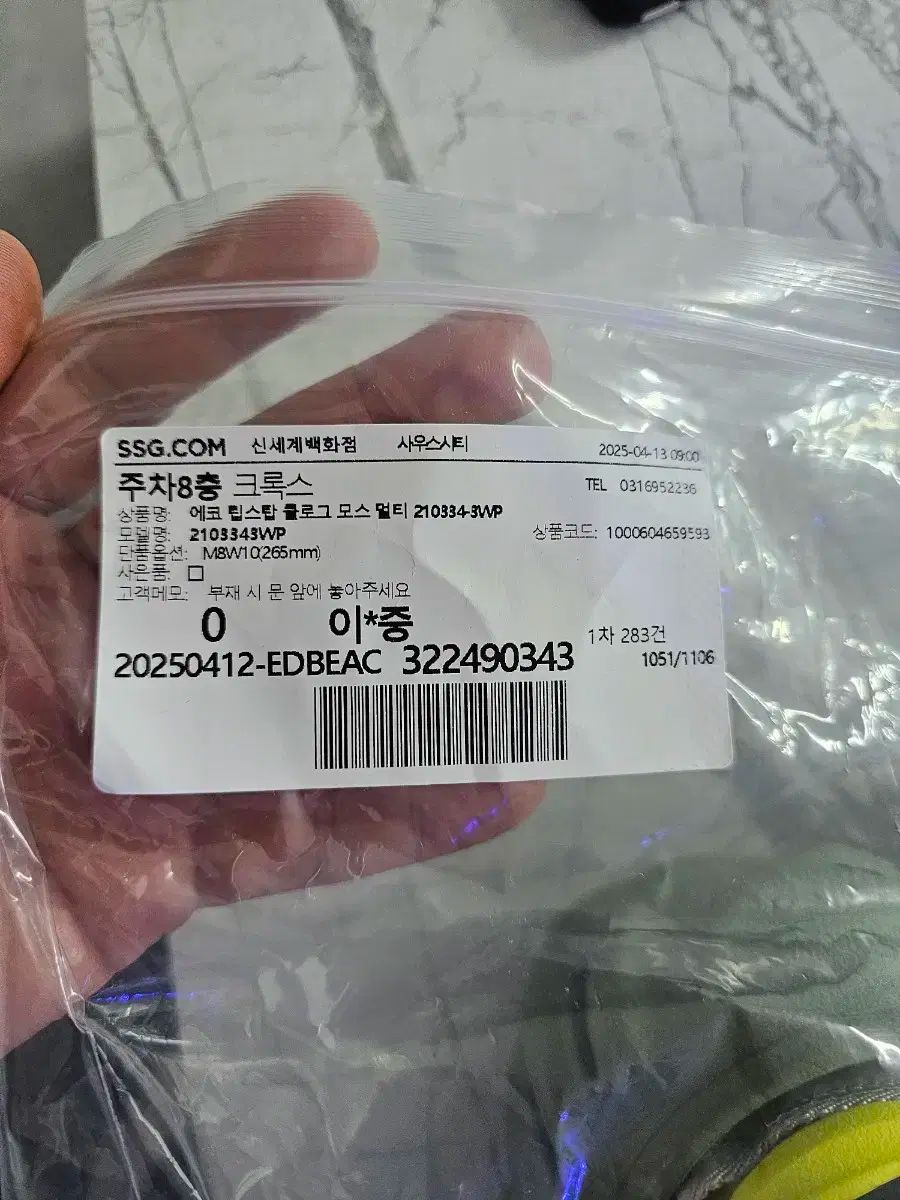 SSG.COM 신세계백화점 사우스시티 2025-04-13 09:00
주차8층 크록스 TEL 0316952236
상품명: 에코 립스탑 클로그 모스 멀티 210334-3WP
모델명: 2103343WP 상품코드: 1000604659593
단품옵션: M8W10(265mm)
사은품: □
고객메모: 부재 시 문 앞에 놓아주세요
0 이*중 1차 283건
20250412-EDBEAC 322490343 1051/1106